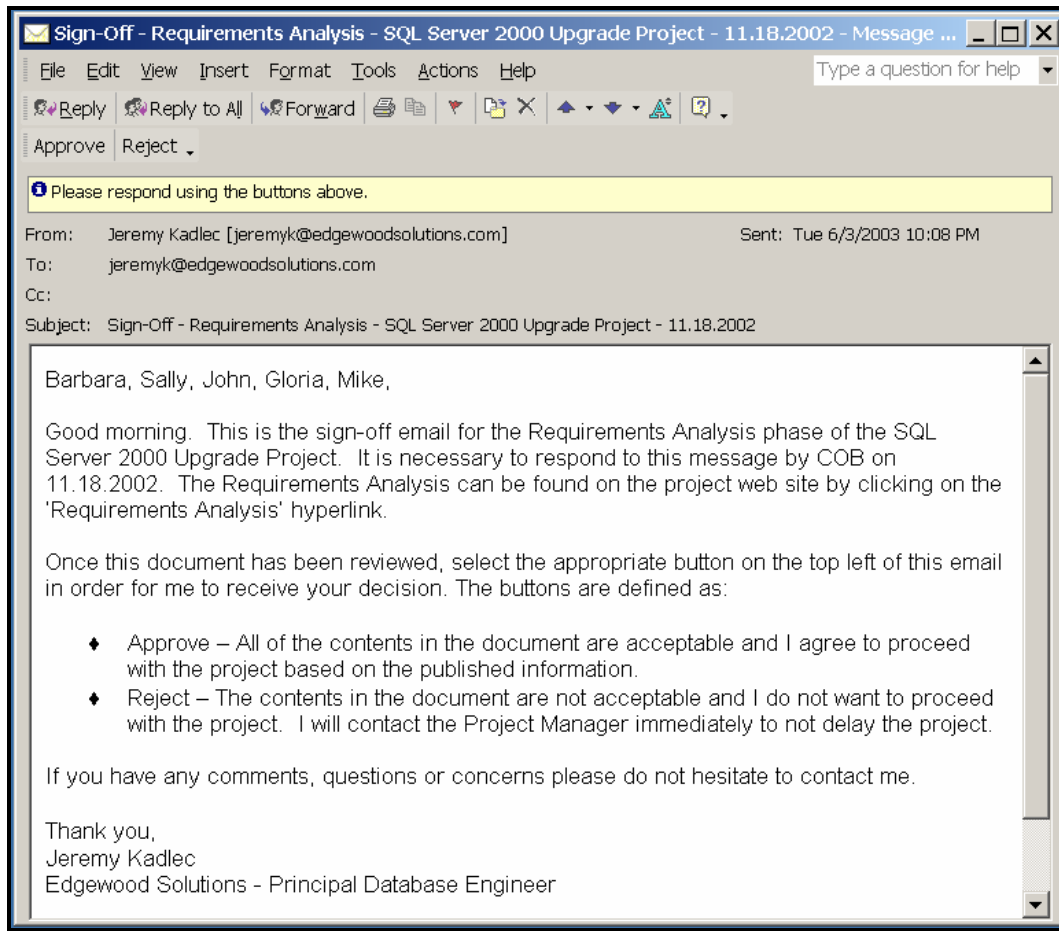 Sign-Off - Requirements Analysis - SQL Server 2000 Upgrade Project - 11.18.2002 - Message ...
File Edit View Insert Format Tools Actions Help Type a question for help
Reply Reply to All Forward
Approve Reject
Please respond using the buttons above.
From: Jeremy Kadlec [jeremyk@edgewoodsolutions.com] Sent: Tue 6/3/2003 10:08 PM
To: jeremyk@edgewoodsolutions.com
Cc:
Subject: Sign-Off - Requirements Analysis - SQL Server 2000 Upgrade Project - 11.18.2002
Barbara, Sally, John, Gloria, Mike,
Good morning. This is the sign-off email for the Requirements Analysis phase of the SQL
Server 2000 Upgrade Project. It is necessary to respond to this message by COB on
11.18.2002. The Requirements Analysis can be found on the project web site by clicking on the
'Requirements Analysis' hyperlink.
Once this document has been reviewed, select the appropriate button on the top left of this email
in order for me to receive your decision. The buttons are defined as:
♦ Approve – All of the contents in the document are acceptable and I agree to proceed
with the project based on the published information.
♦ Reject – The contents in the document are not acceptable and I do not want to proceed
with the project. I will contact the Project Manager immediately to not delay the project.
If you have any comments, questions or concerns please do not hesitate to contact me.
Thank you,
Jeremy Kadlec
Edgewood Solutions - Principal Database Engineer